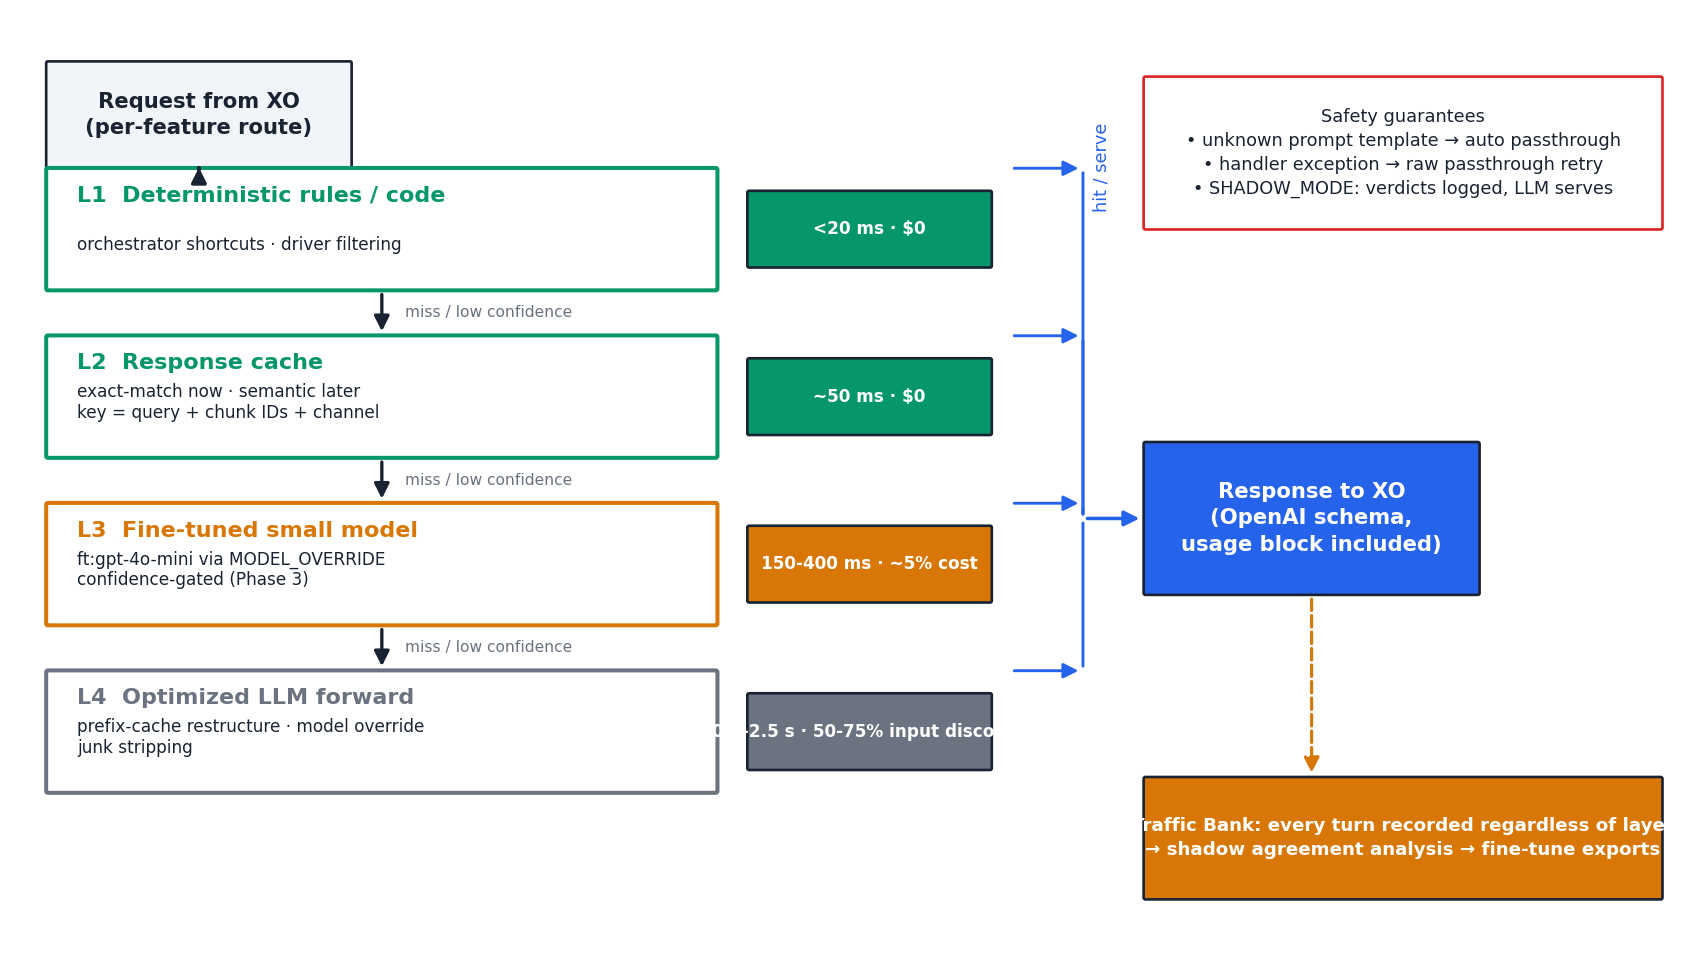 Request from XO
(per-feature route)
L1  Deterministic rules / code
orchestrator shortcuts · driver filtering
<20 ms · $0
miss / low confidence
L2  Response cache
exact-match now · semantic later
key = query + chunk IDs + channel
~50 ms · $0
miss / low confidence
L3  Fine-tuned small model
ft:gpt-4o-mini via MODEL_OVERRIDE
confidence-gated (Phase 3)
150-400 ms · ~5% cost
miss / low confidence
L4  Optimized LLM forward
prefix-cache restructure · model override
junk stripping
-2.5 s · 50-75% input
hit / serve
Safety guarantees
• unknown prompt template → auto passthrough
• handler exception → raw passthrough retry
• SHADOW_MODE: verdicts logged, LLM serves
Response to XO
(OpenAI schema,
usage block included)
raffic Bank: every turn recorded regardless of laye
→ shadow agreement analysis → fine-tune exports